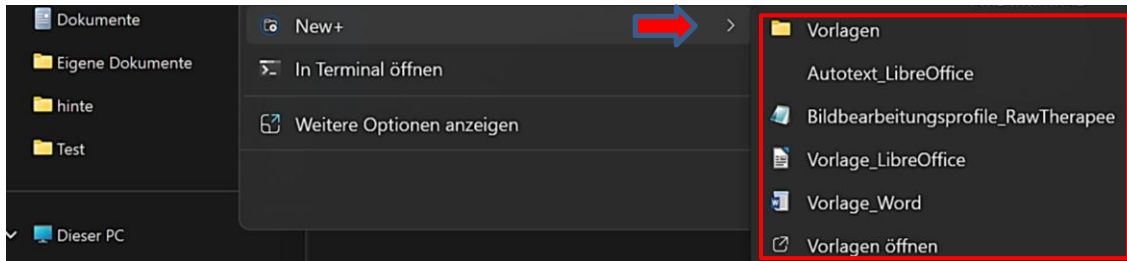 Dokumente
Eigene Dokumente
hinte
Test
Dieser PC
New+
In Terminal öffnen
Weitere Optionen anzeigen
Vorlagen
Autotext_LibreOffice
Bildbearbeitungsprofile_RawTherapee
Vorlage_LibreOffice
Vorlage_Word
Vorlagen öffnen